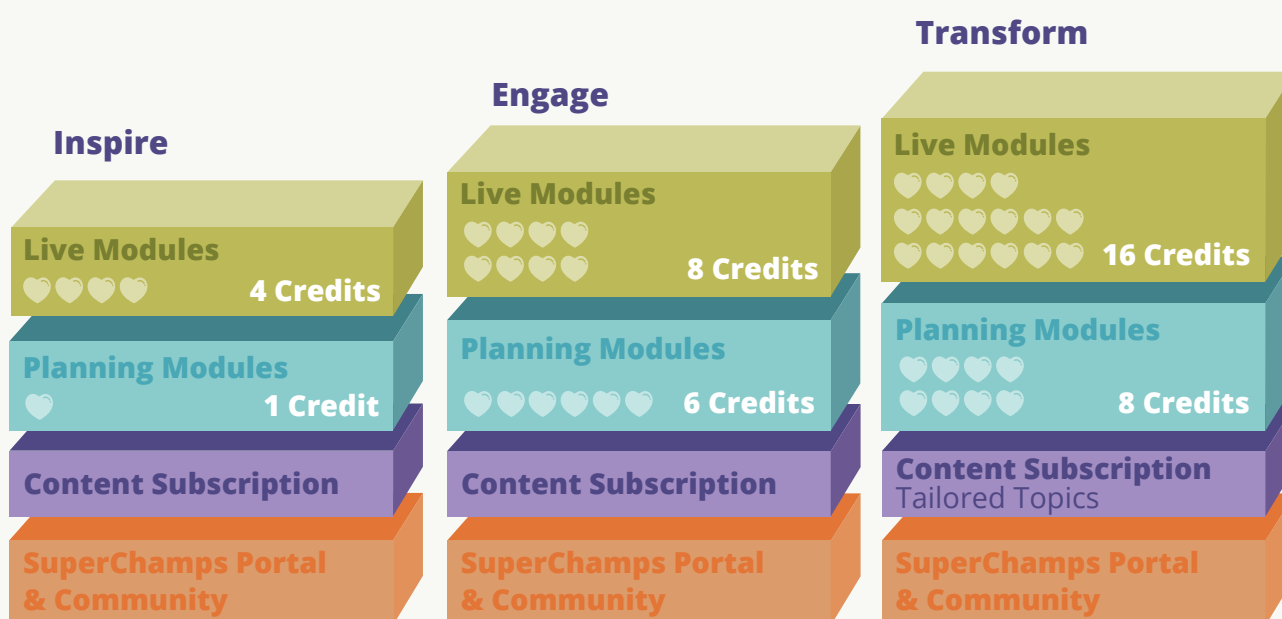 Inspire
Live Modules
4 Credits
Planning Modules
1 Credit
Content Subscription
SuperChamps Portal
& Community
Engage
Live Modules
8 Credits
Planning Modules
6 Credits
Content Subscription
SuperChamps Portal
& Community
Transform
Live Modules
16 Credits
Planning Modules
8 Credits
Content Subscription
Tailored Topics
SuperChamps Portal
& Community